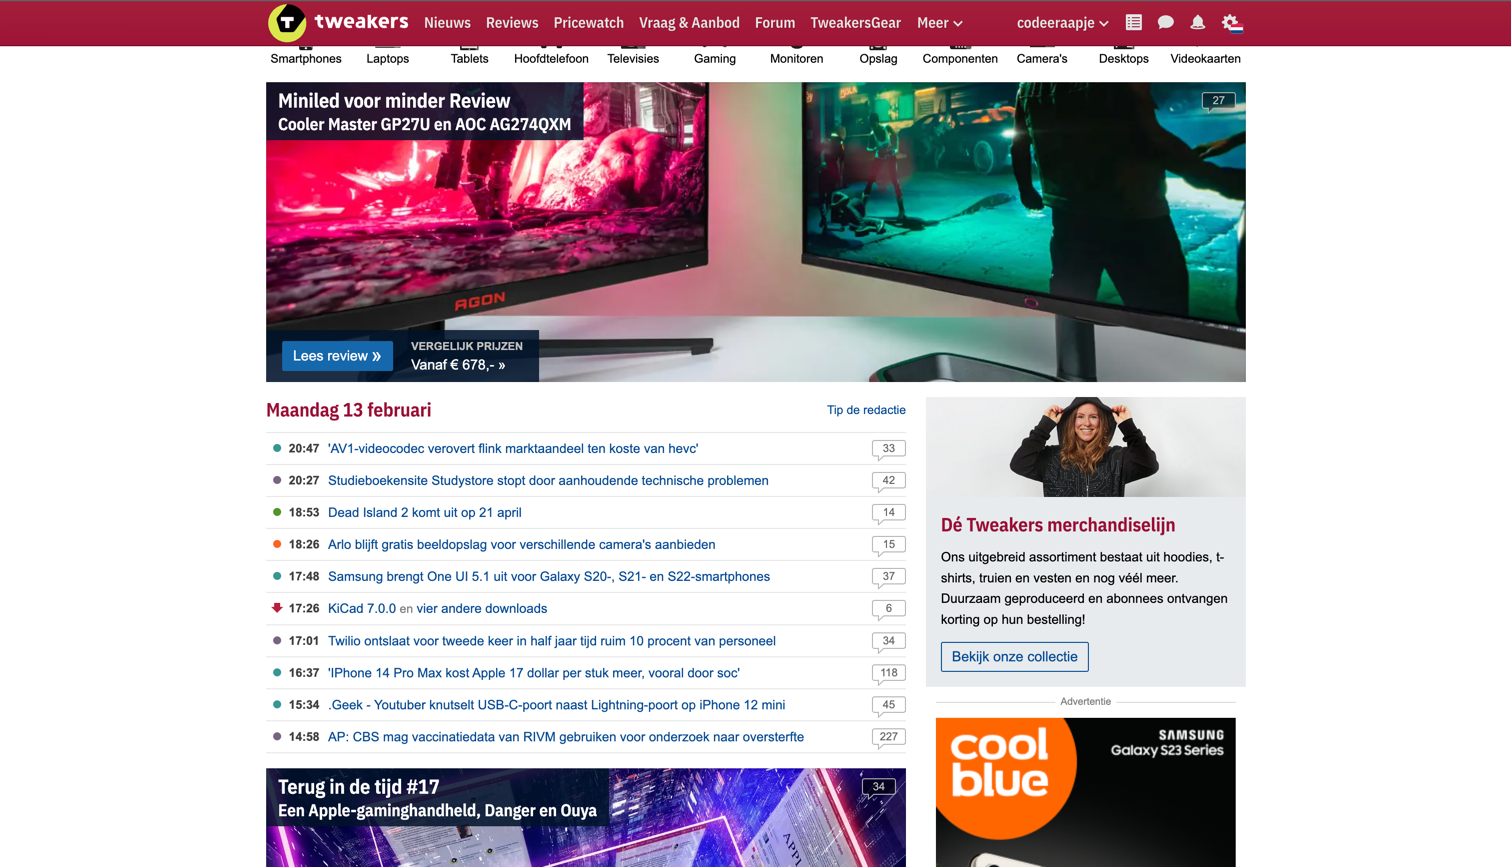 tweakers
Nieuws Reviews Pricewatch Vraag & Aanbod Forum TweakersGear Meer
codeeraapje
Smartphones Laptops Tablets Hoofdtelefoon Televisies Gaming Monitoren Opslag Componenten Camera's Desktops Videokaarten
Miniled voor minder Review
Cooler Master GP27U en AOC AG274QXM
27
AGON
Lees review »
VERGELIJK PRIJZEN
Vanaf € 678,- »
Maandag 13 februari
Tip de redactie
20:47 'AV1-videocodec verovert flink marktaandeel ten koste van hevc' 33
20:27 Studieboekensite Studystore stopt door aanhoudende technische problemen 42
18:53 Dead Island 2 komt uit op 21 april 14
18:26 Arlo blijft gratis beeldopslag voor verschillende camera's aanbieden 15
17:48 Samsung brengt One UI 5.1 uit voor Galaxy S20-, S21- en S22-smartphones 37
17:26 KiCad 7.0.0 en vier andere downloads 6
17:01 Twilio ontslaat voor tweede keer in half jaar tijd ruim 10 procent van personeel 34
16:37 'IPhone 14 Pro Max kost Apple 17 dollar per stuk meer, vooral door soc' 118
15:34 .Geek - Youtuber knutselt USB-C-poort naast Lightning-poort op iPhone 12 mini 45
14:58 AP: CBS mag vaccinatiedata van RIVM gebruiken voor onderzoek naar oversterfte 227
Terug in de tijd #17
Een Apple-gaminghandheld, Danger en Ouya
34
Dé Tweakers merchandiselijn
Ons uitgebreid assortiment bestaat uit hoodies, t-
shirts, truien en vesten en nog véél meer.
Duurzaam geproduceerd en abonnees ontvangen
korting op hun bestelling!
Bekijk onze collectie
Advertentie
cool
blue
SAMSUNG
Galaxy S23 Series